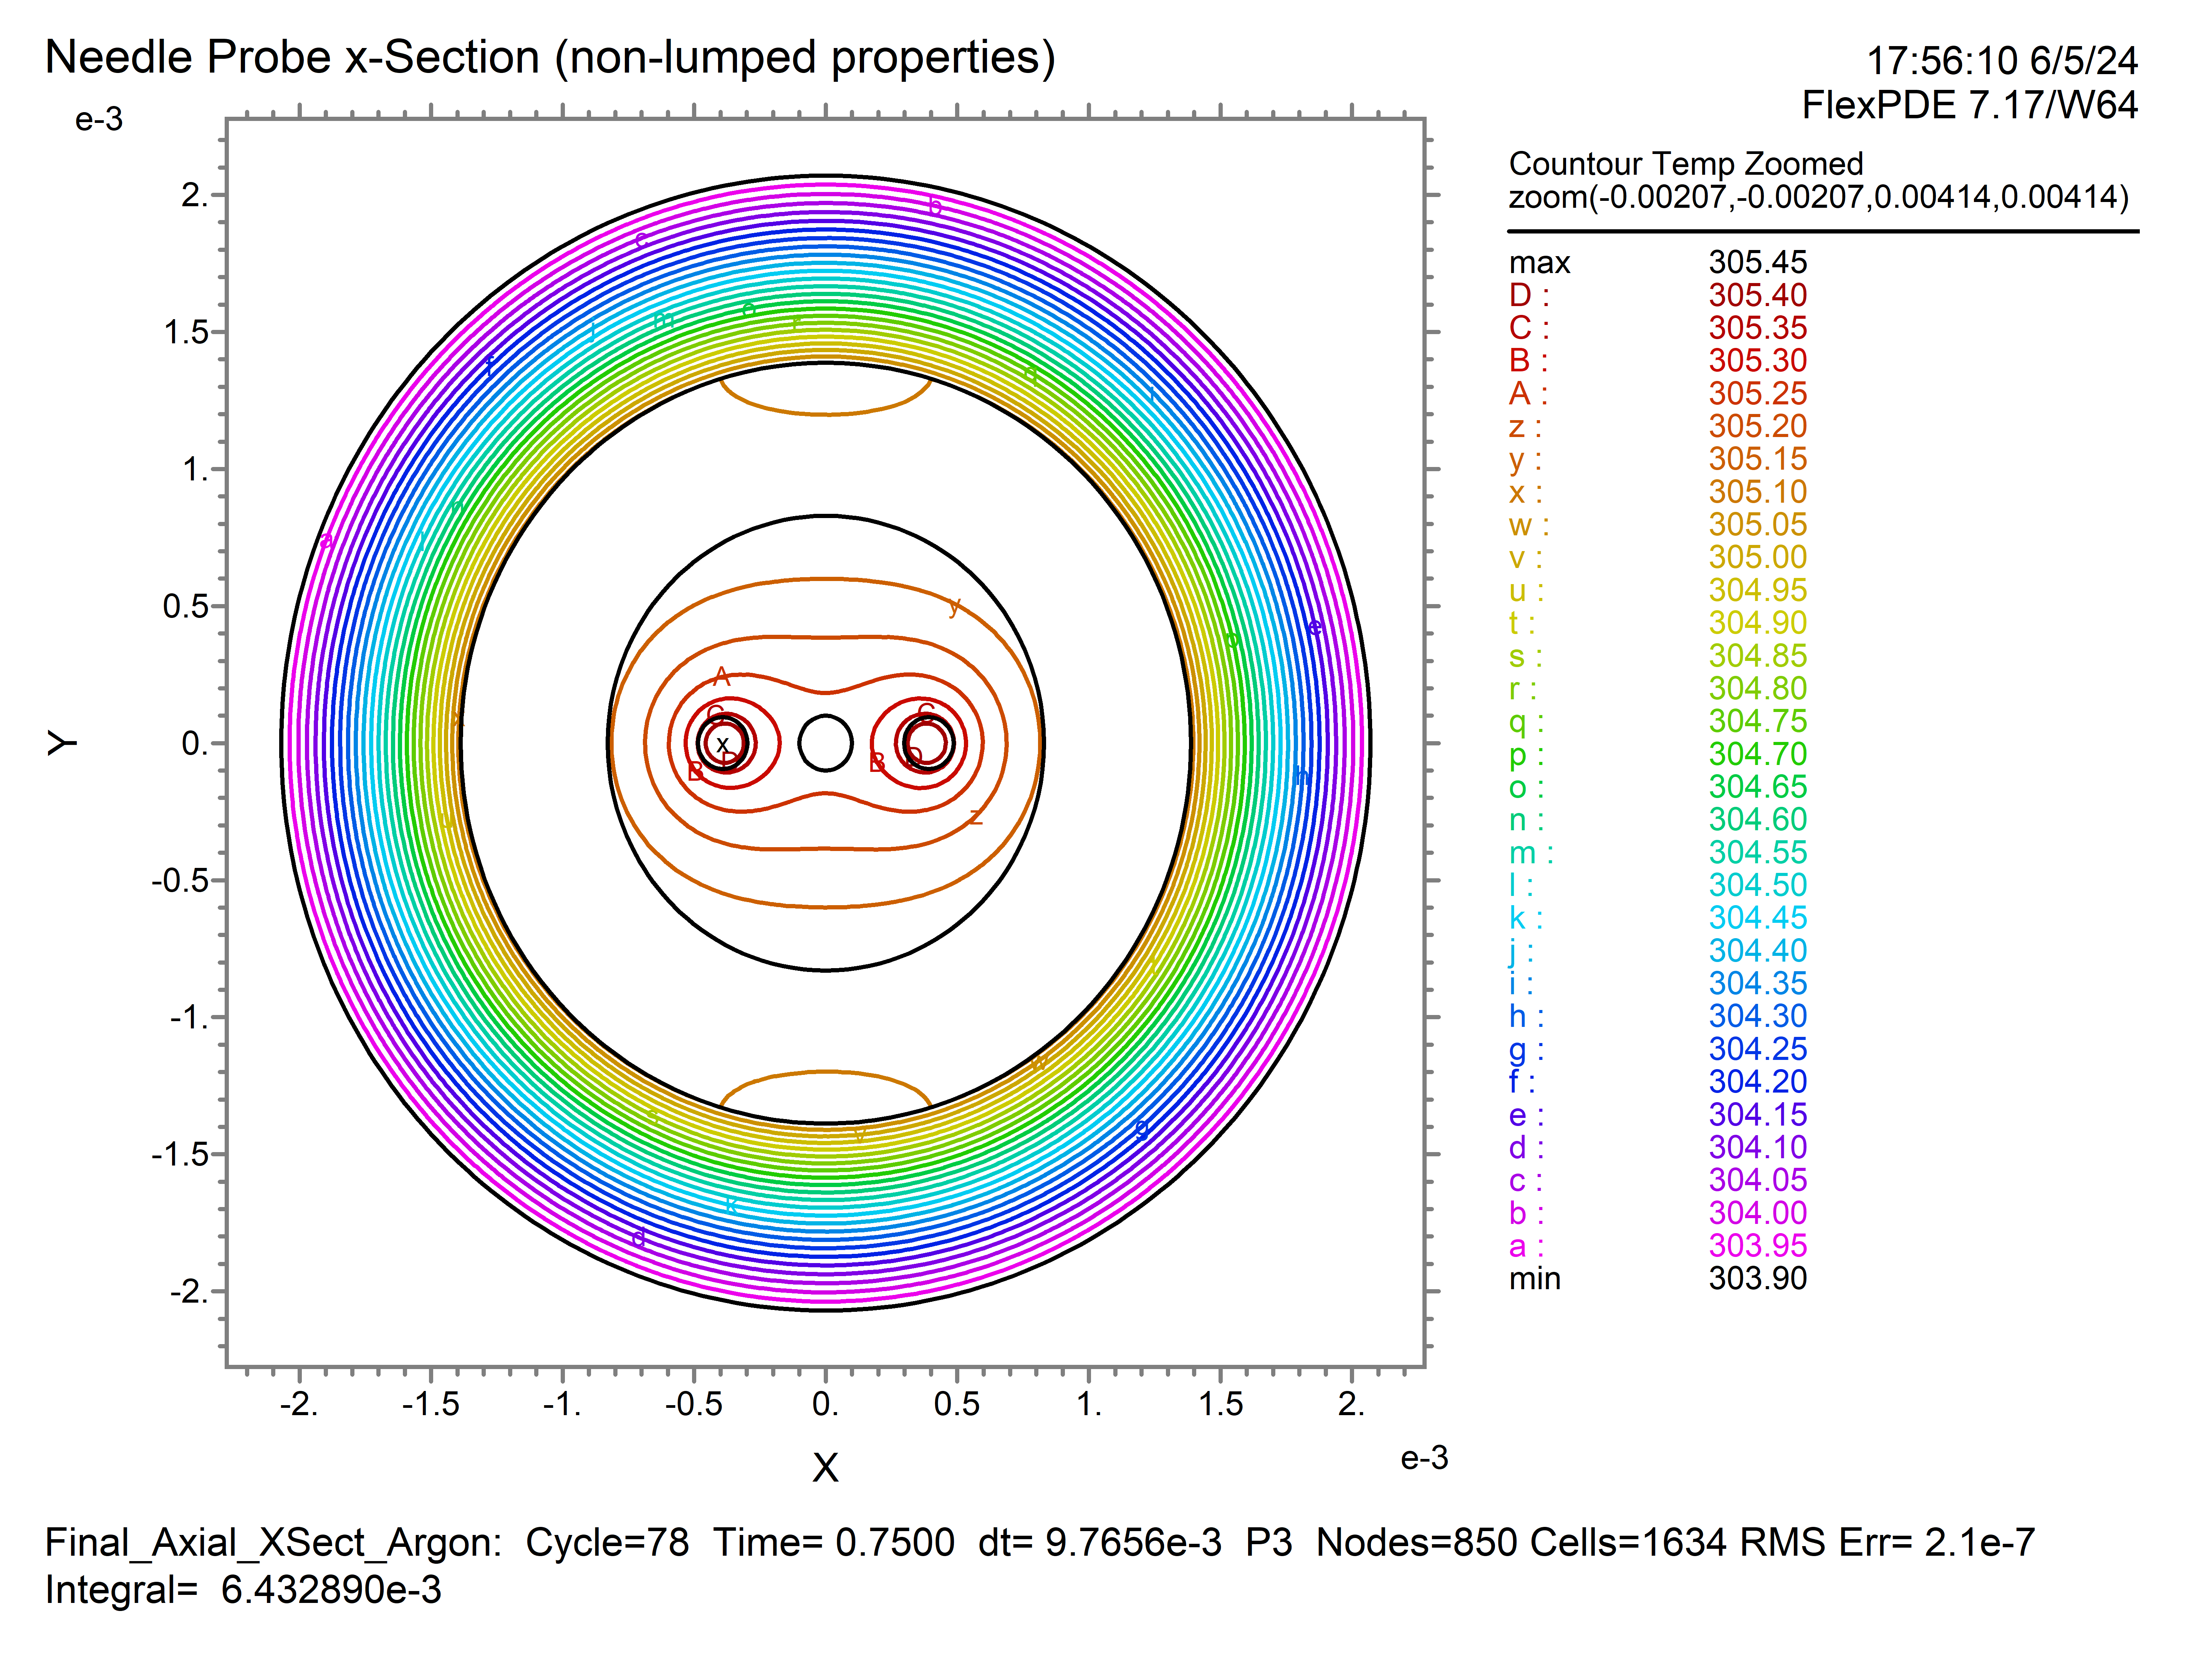 Needle Probe x-Section (non-lumped properties)
17:56:10 6/5/24
FlexPDE 7.17/W64
Countour Temp Zoomed
zoom(-0.00207,-0.00207,0.00414,0.00414)
max 305.45
D : 305.40
C : 305.35
B : 305.30
A : 305.25
z : 305.20
y : 305.15
x : 305.10
w : 305.05
v : 305.00
u : 304.95
t : 304.90
s : 304.85
r : 304.80
q : 304.75
p : 304.70
o : 304.65
n : 304.60
m : 304.55
l : 304.50
k : 304.45
j : 304.40
i : 304.35
h : 304.30
g : 304.25
f : 304.20
e : 304.15
d : 304.10
c : 304.05
b : 304.00
a : 303.95
min 303.90
e-3
2.
1.5
1.
0.5
0.
-0.5
-1.
-1.5
-2.
Y
b
c
o
m
r
j
f
q
i
n
l
a
y
e
p
A
C
C
x
x
D
D
B
B
h
z
u
t
w
s
v
g
k
d
-2. -1.5 -1. -0.5 0. 0.5 1. 1.5 2.
X
e-3
Final_Axial_XSect_Argon: Cycle=78 Time= 0.7500 dt= 9.7656e-3 P3 Nodes=850 Cells=1634 RMS Err= 2.1e-7
Integral= 6.432890e-3